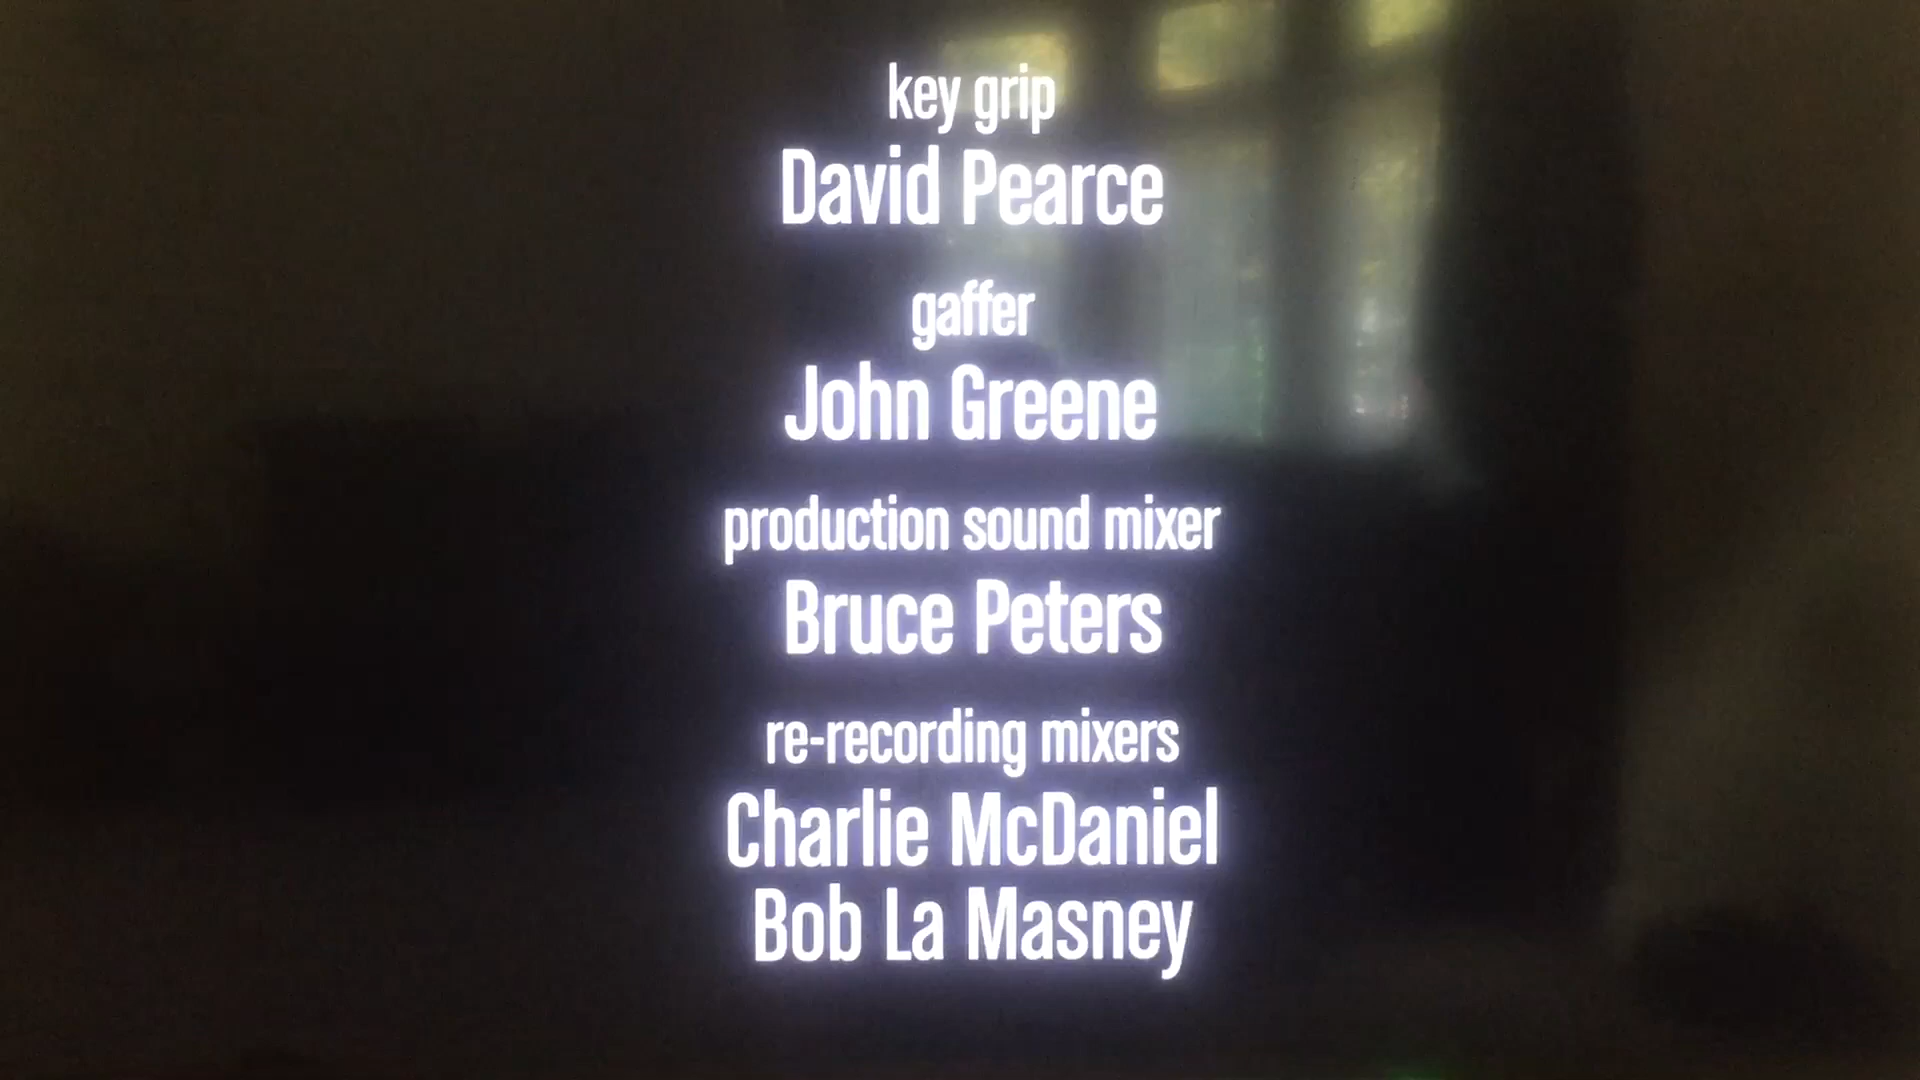 key grip
David Pearce
gaffer
John Greene
production sound mixer
Bruce Peters
re-recording mixers
Charlie McDaniel
Bob La Masney